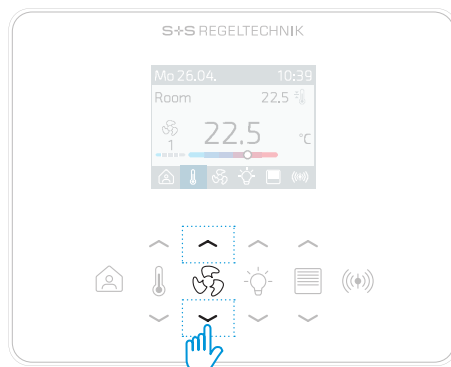 S+S REGELTECHNIK
Mo 26.04. 10:39
Room 22.5
22.5 °C
1